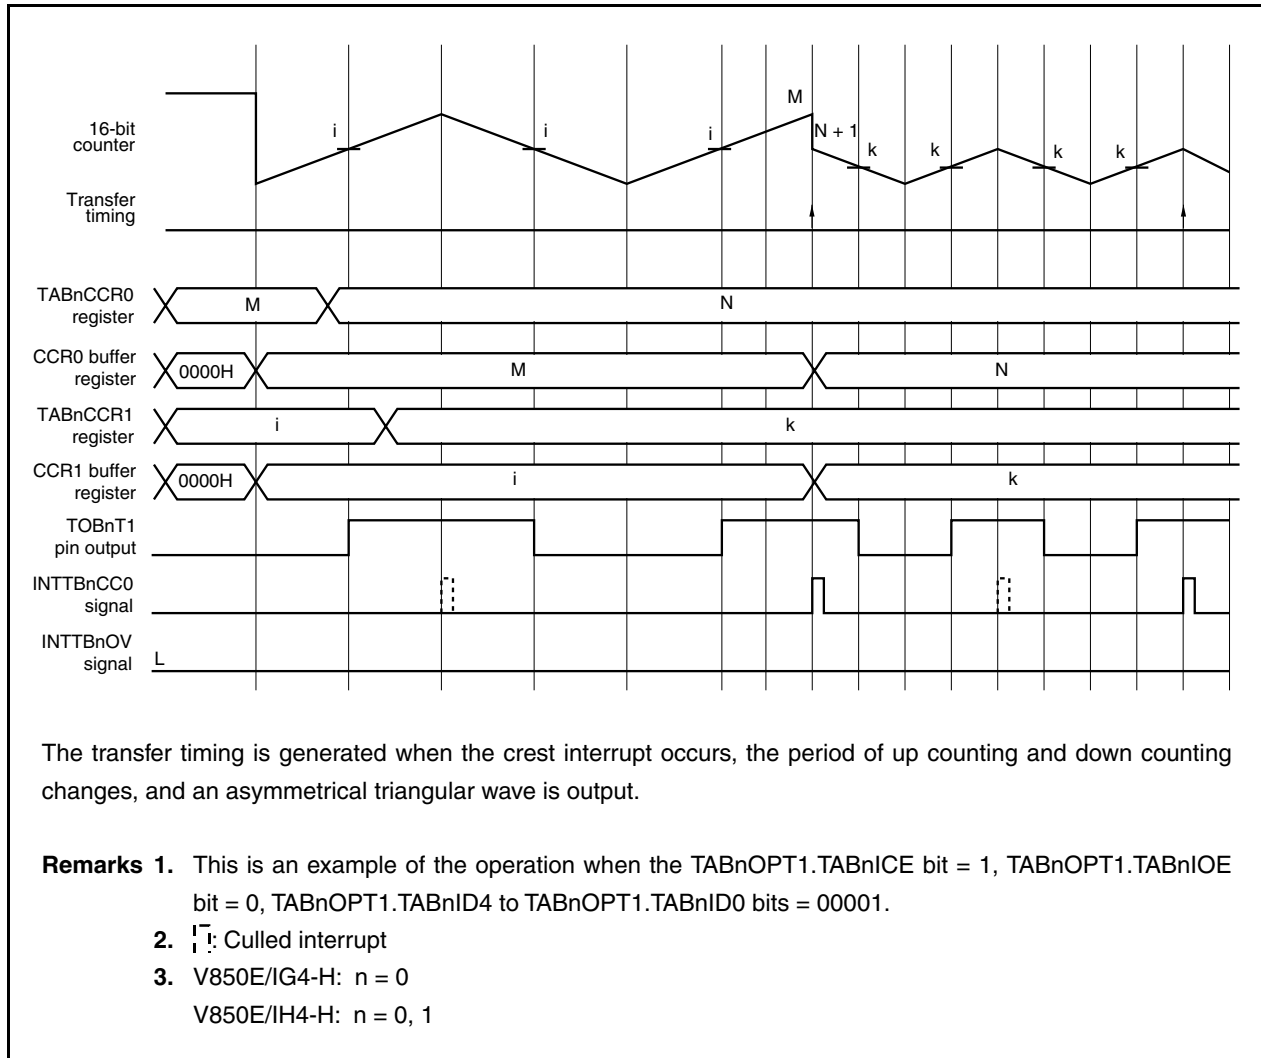 M
16-bit
counter
i
i
i
N + 1
k
k
k
k
Transfer
timing
TABnCCR0
register
M
N
CCR0 buffer
register
0000H
M
N
TABnCCR1
register
i
k
CCR1 buffer
register
0000H
i
k
TOBnT1
pin output
INTTBnCC0
signal
INTTBnOV
signal
L
The transfer timing is generated when the crest interrupt occurs, the period of up counting and down counting
changes, and an asymmetrical triangular wave is output.
Remarks 1. This is an example of the operation when the TABnOPT1.TABnICE bit = 1, TABnOPT1.TABnIOE
bit = 0, TABnOPT1.TABnID4 to TABnOPT1.TABnID0 bits = 00001.
2. : Culled interrupt
3. V850E/IG4-H: n = 0
V850E/IH4-H: n = 0, 1